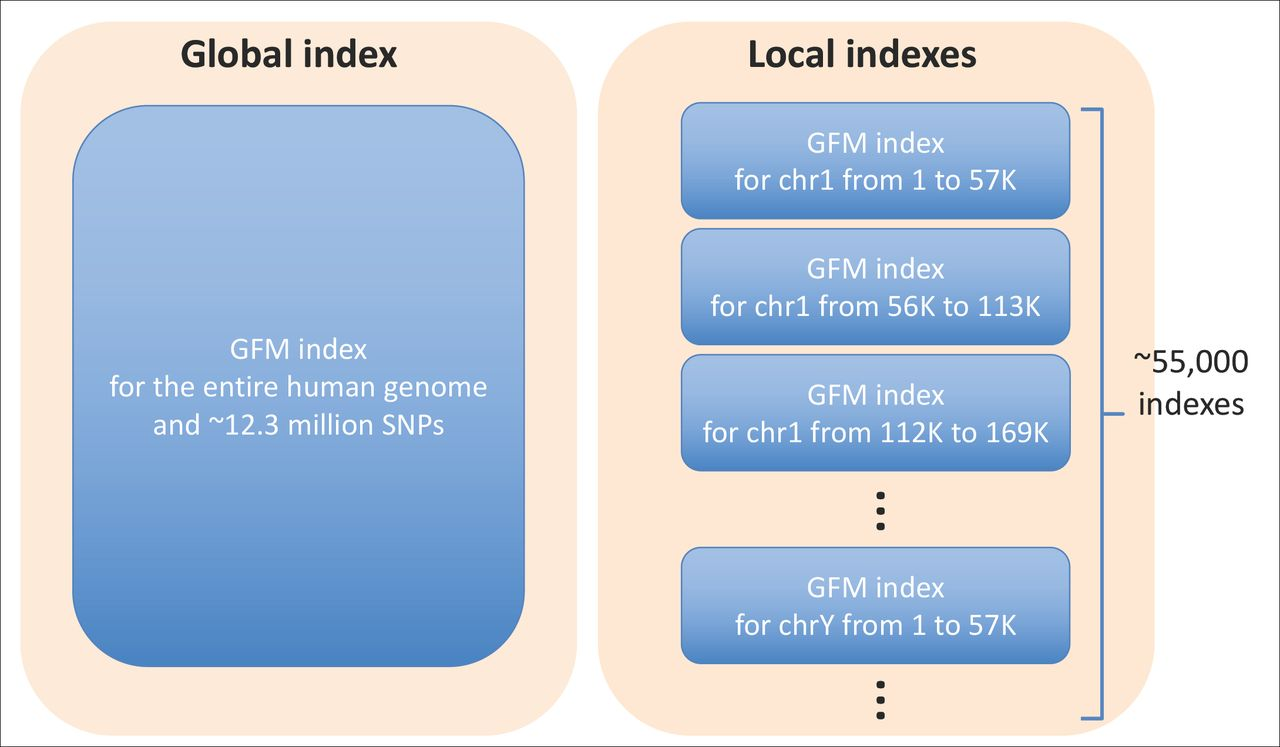 Global index
GFM index
for the entire human genome
and ~12.3 million SNPs
Local indexes
GFM index
for chr1 from 1 to 57K
GFM index
for chr1 from 56K to 113K
GFM index
for chr1 from 112K to 169K
GFM index
for chrY from 1 to 57K
~55,000
indexes